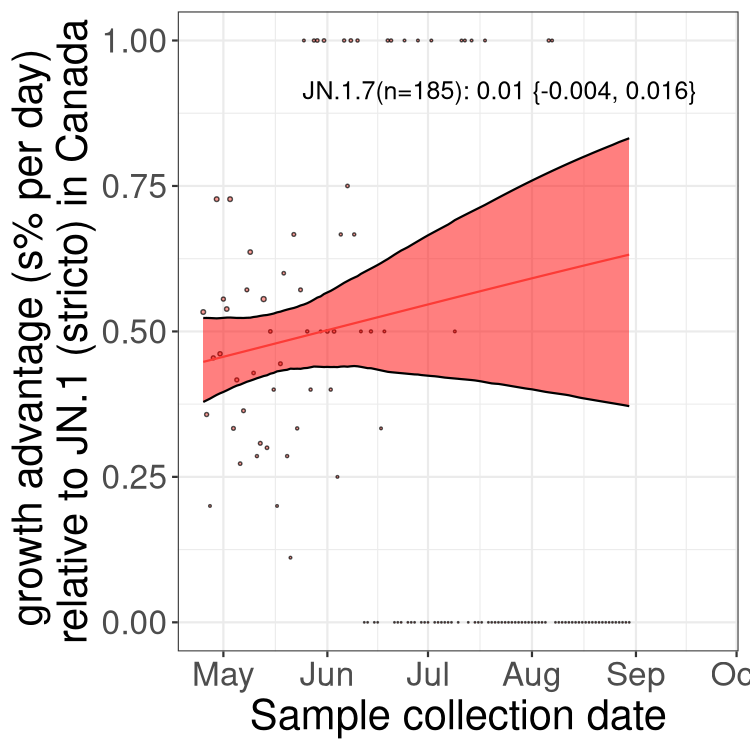 growth advantage (s% per day)
relative to JN.1 (stricto) in Canada
1.00
0.75
0.50
0.25
0.00
JN.1.7(n=185): 0.01 {-0.004, 0.016}
May Jun Jul Aug Sep Oc
Sample collection date